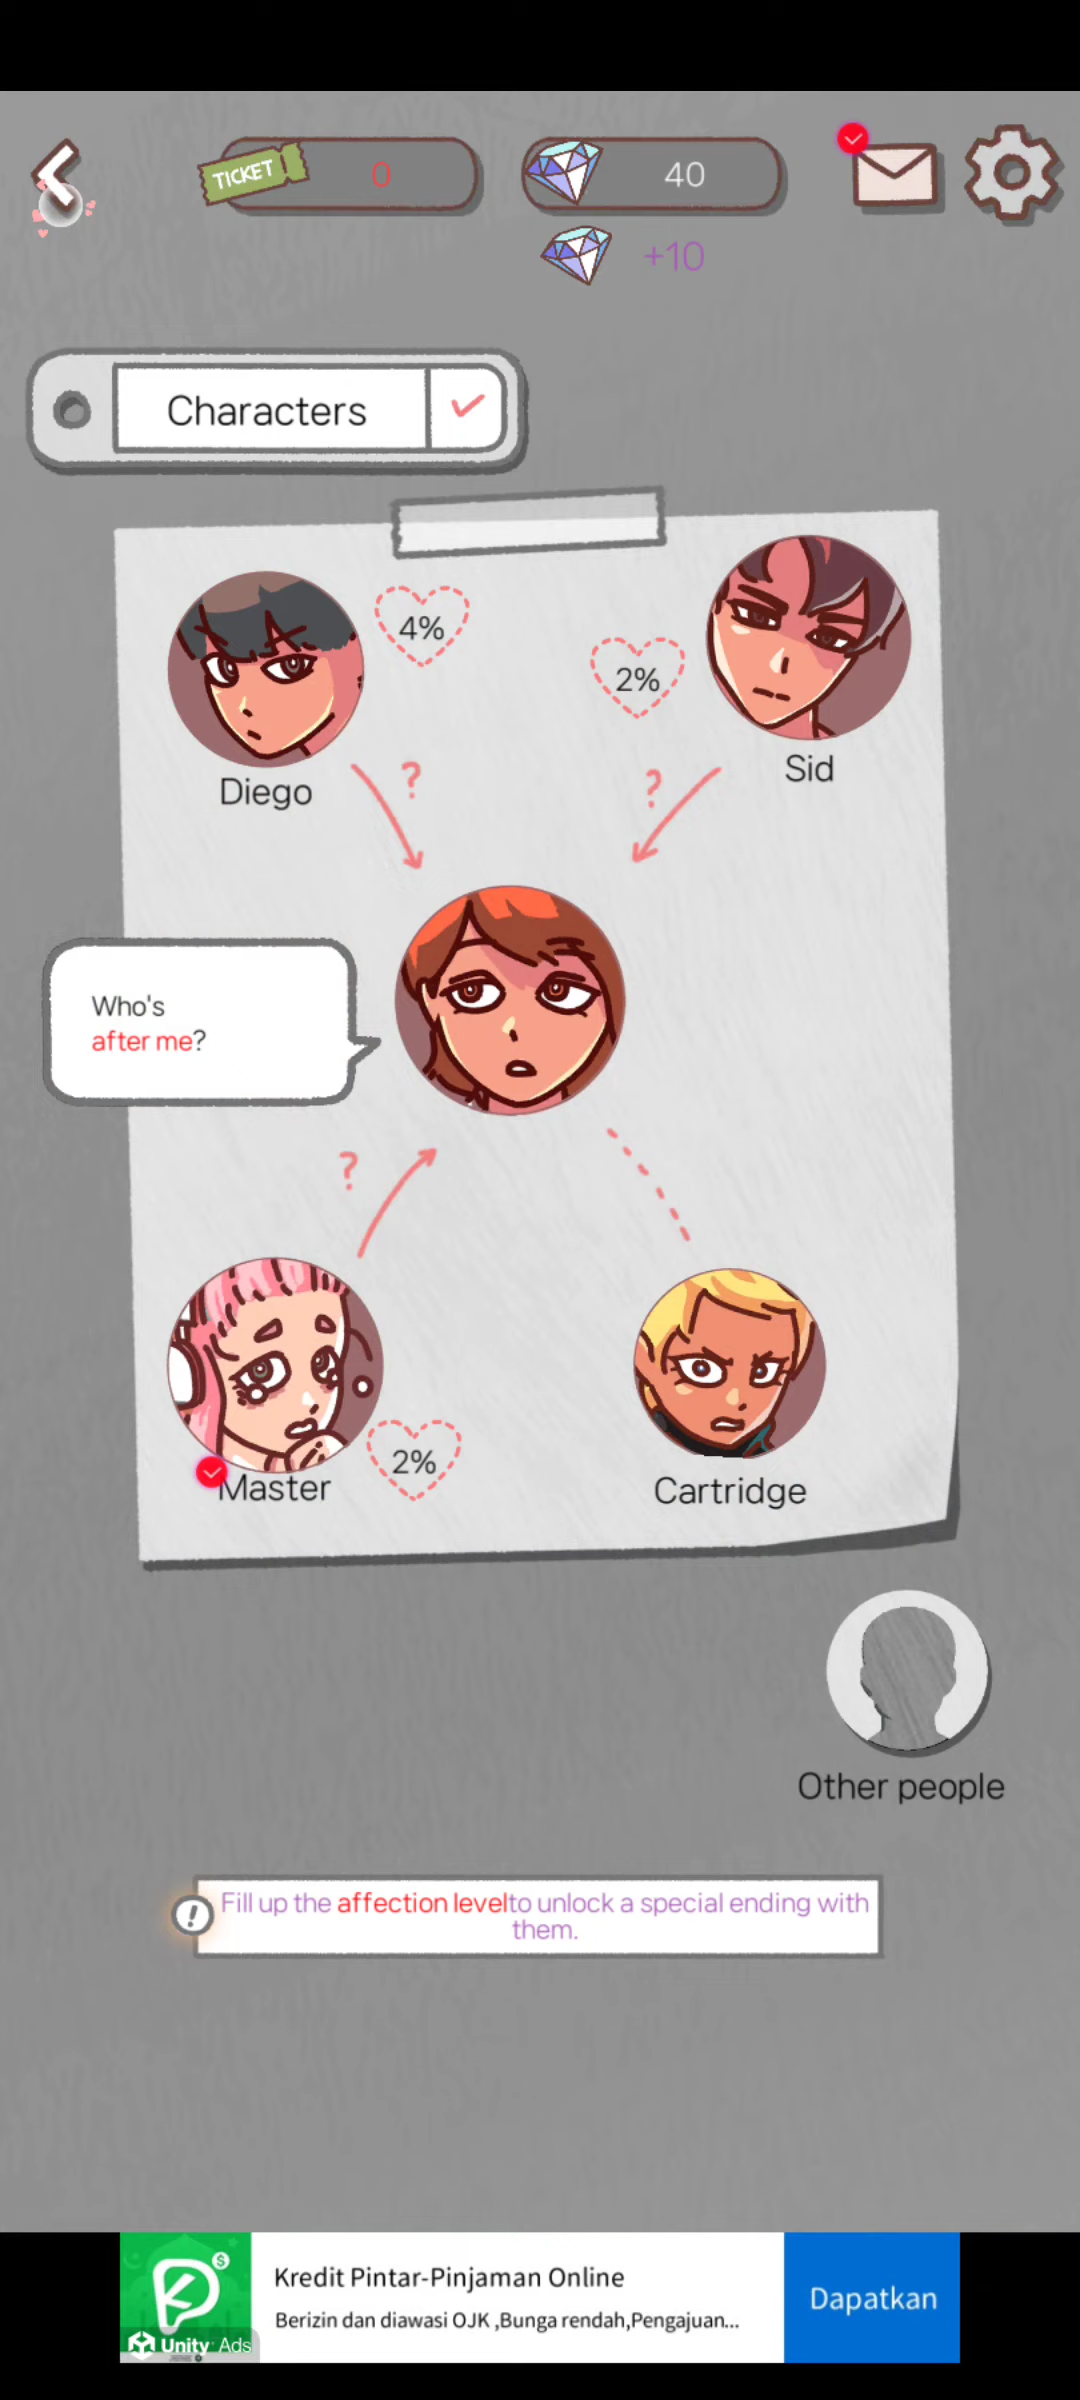 TICKET
0
40
+10
Characters
4%
2%
Sid
Diego
?
?
Who's
after me?
?
Master
2%
Cartridge
Other people
Fill up the affection levelto unlock a special ending with
them.
!
Kredit Pintar-Pinjaman Online
Berizin dan diawasi OJK ,Bunga rendah,Pengajuan...
Dapatkan
$
Unity Ads